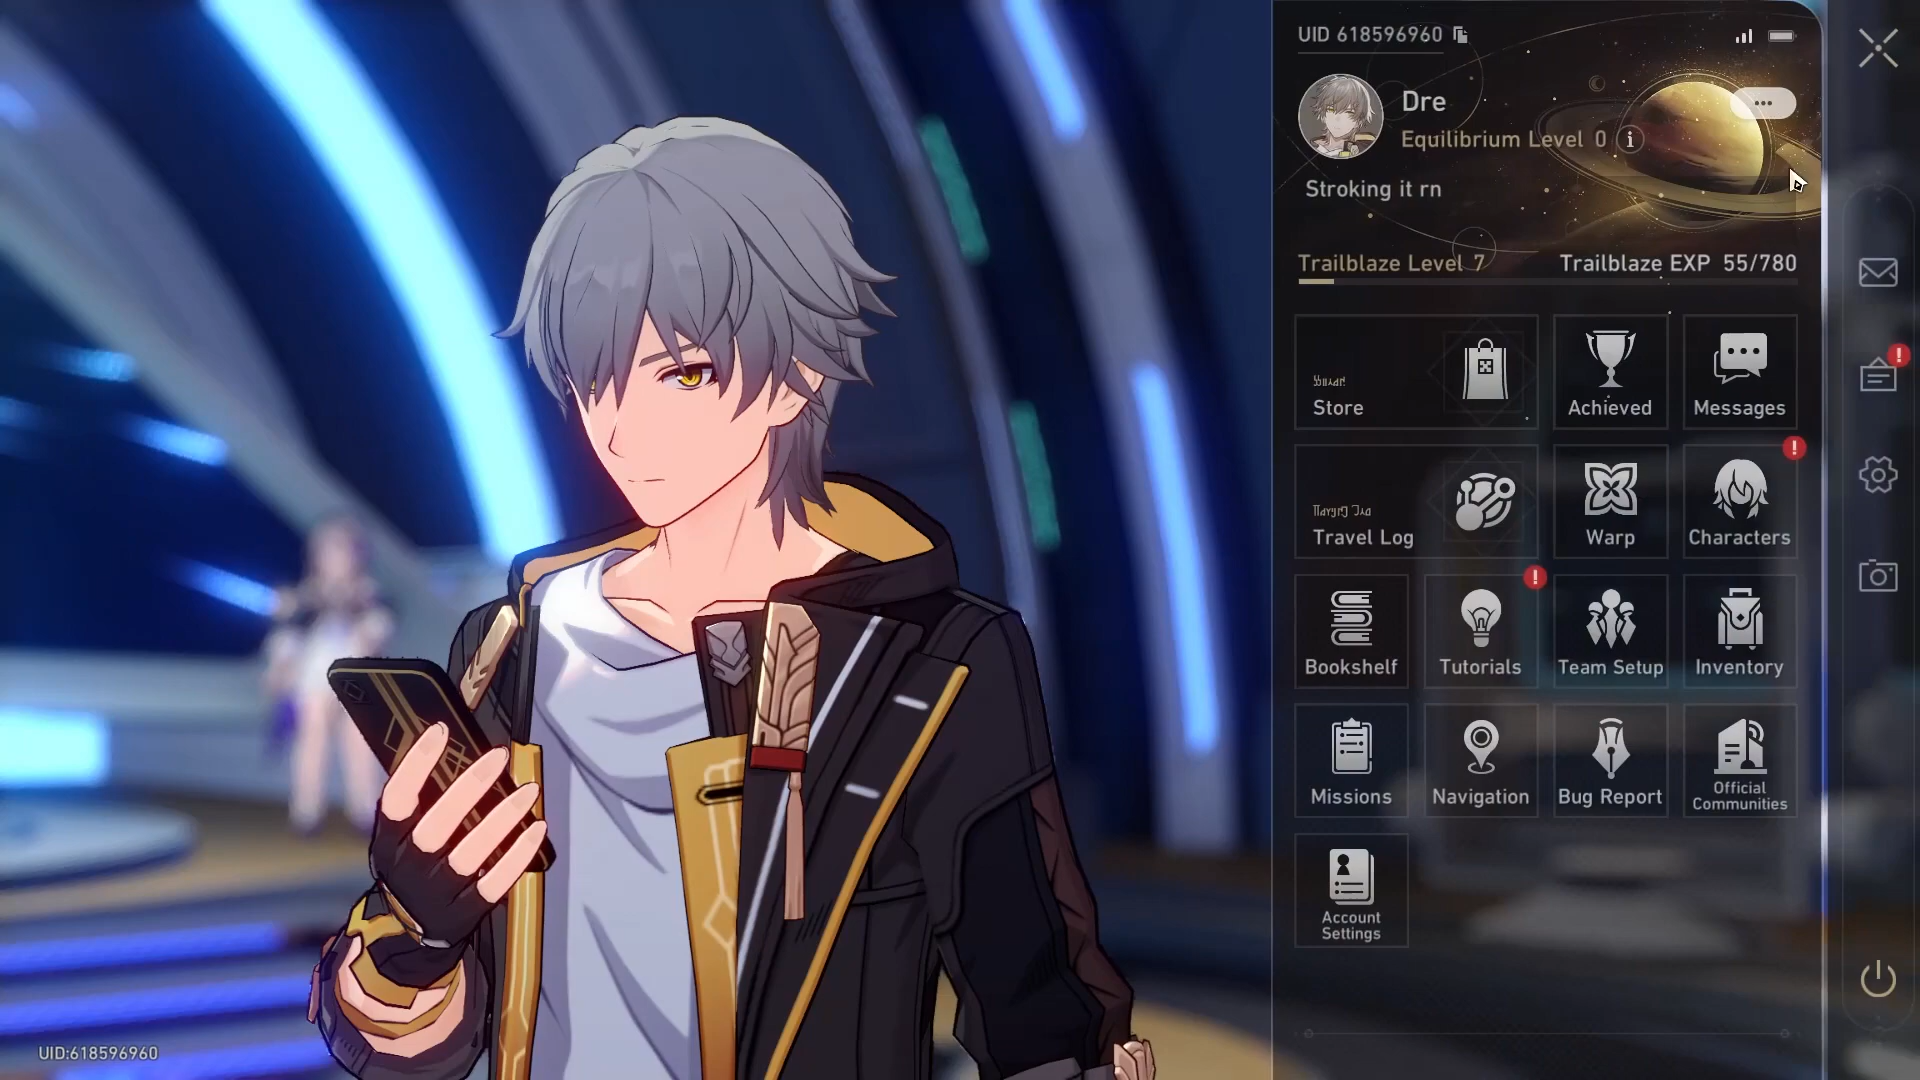 UID 618596960
Dre
Equilibrium Level 0
Stroking it rn
Trailblaze Level 7
Trailblaze EXP 55/780
Store
Achieved
Messages
Travel Log
Warp
Characters
Bookshelf
Tutorials
Team Setup
Inventory
Missions
Navigation
Bug Report
Official
Communities
Account
Settings
UID:618596960